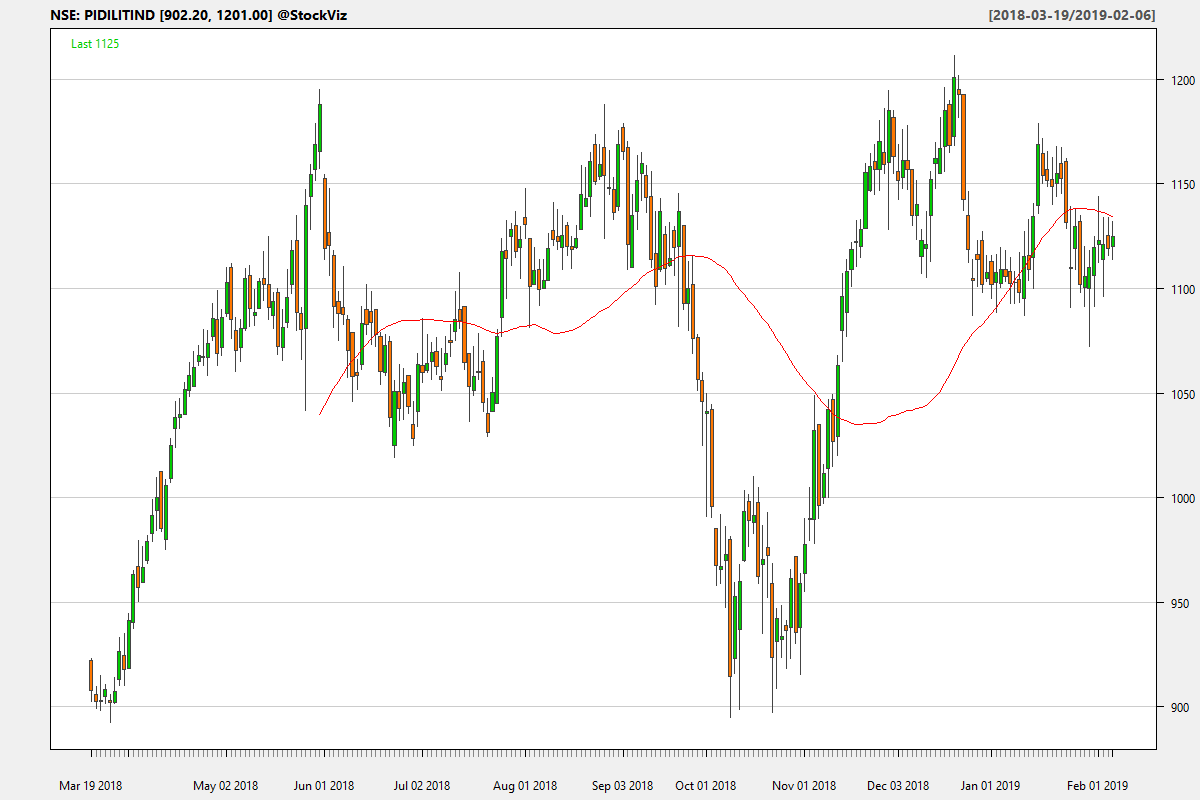 NSE: PIDILITIND [902.20, 1201.00] @StockViz
[2018-03-19/2019-02-06]
Last 1125
1200
1150
1100
1050
1000
950
900
Mar 19 2018 May 02 2018 Jun 01 2018 Jul 02 2018 Aug 01 2018 Sep 03 2018 Oct 01 2018 Nov 01 2018 Dec 03 2018 Jan 01 2019 Feb 01 2019